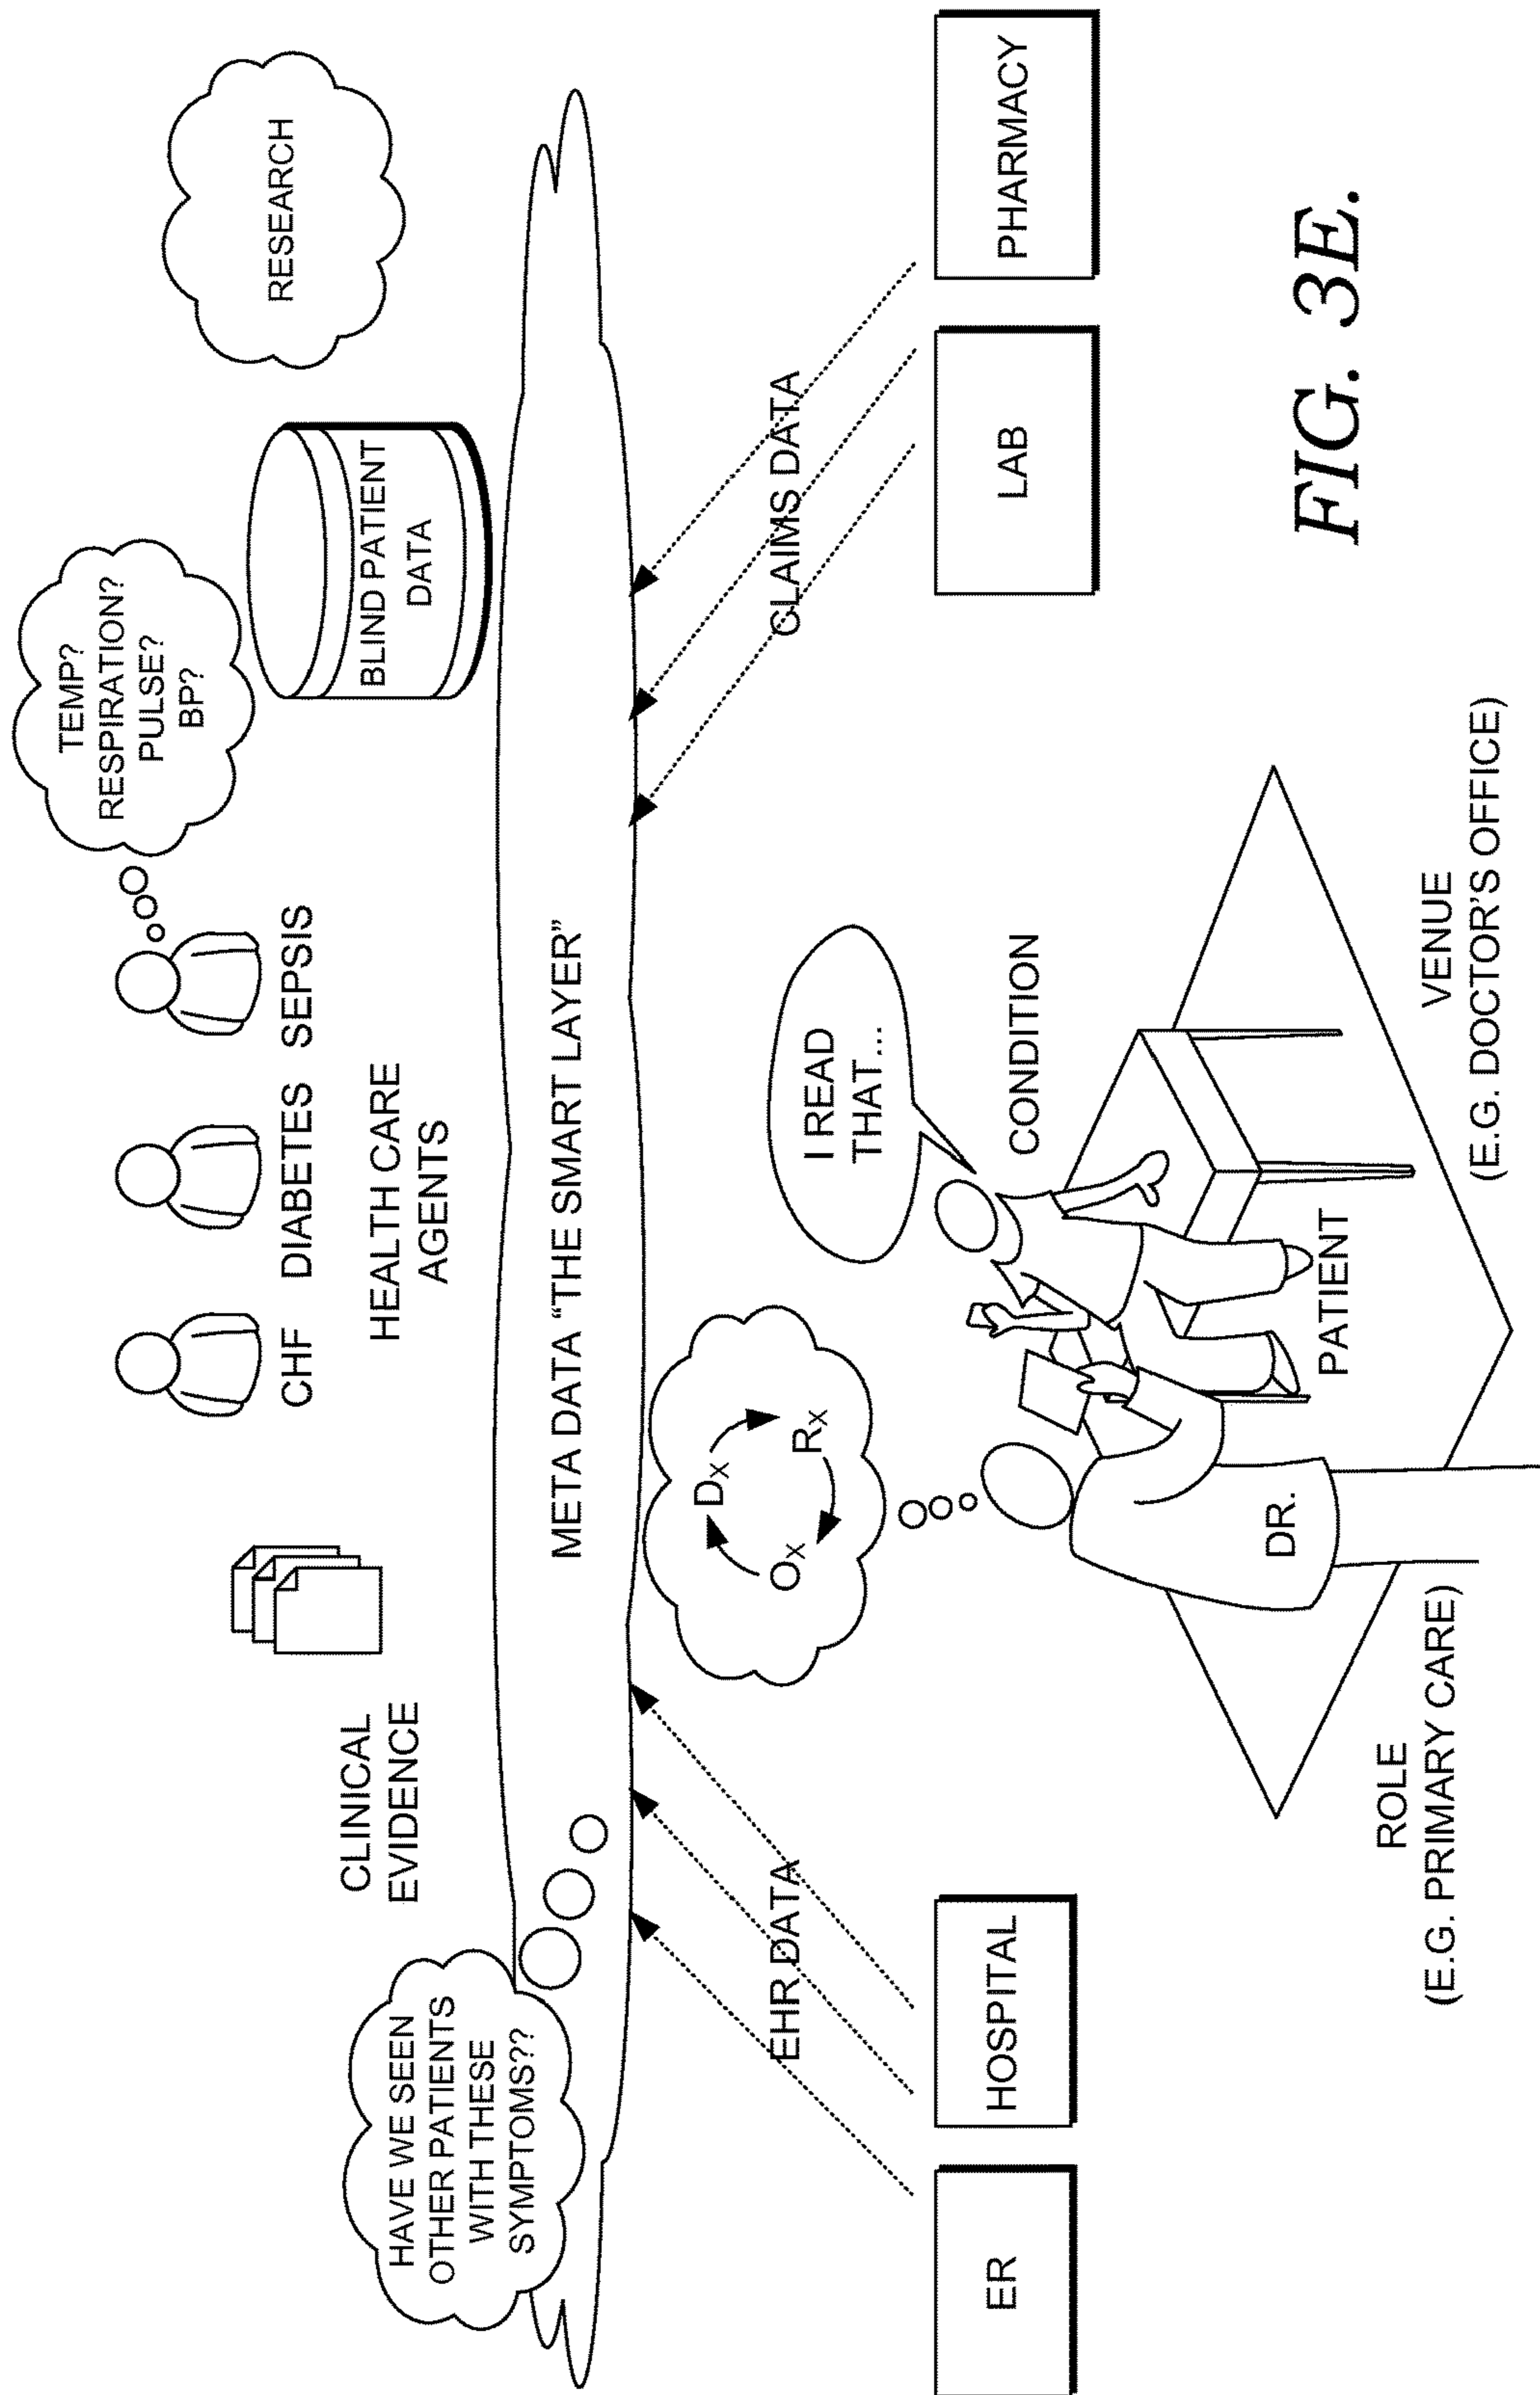 TEMP?
RESPIRATION?
PULSE?
BP?
RESEARCH
BLIND PATIENT
DATA
CHF
DIABETES
SEPSIS
HEALTH CARE
AGENTS
CLINICAL
EVIDENCE
HAVE WE SEEN
OTHER PATIENTS
WITH THESE
SYMPTOMS??
META DATA “THE SMART LAYER”
EHR DATA
DX
RX
OX
I READ
THAT...
CLAIMS DATA
ER
HOSPITAL
CONDITION
LAB
PHARMACY
DR.
PATIENT
ROLE
(E.G. PRIMARY CARE)
VENUE
(E.G. DOCTOR'S OFFICE)
FIG. 3E.